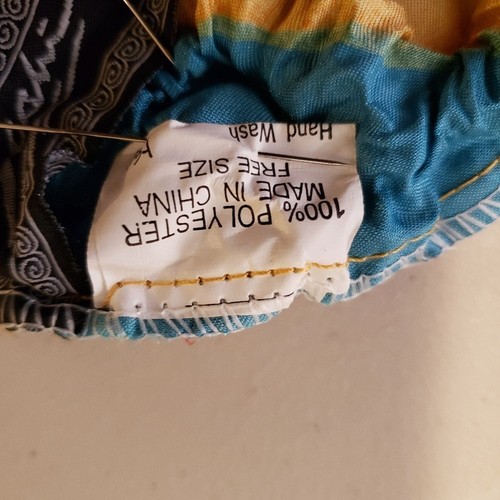 100% POLYESTER
MADE IN CHINA
FREE SIZE
Hand Wash